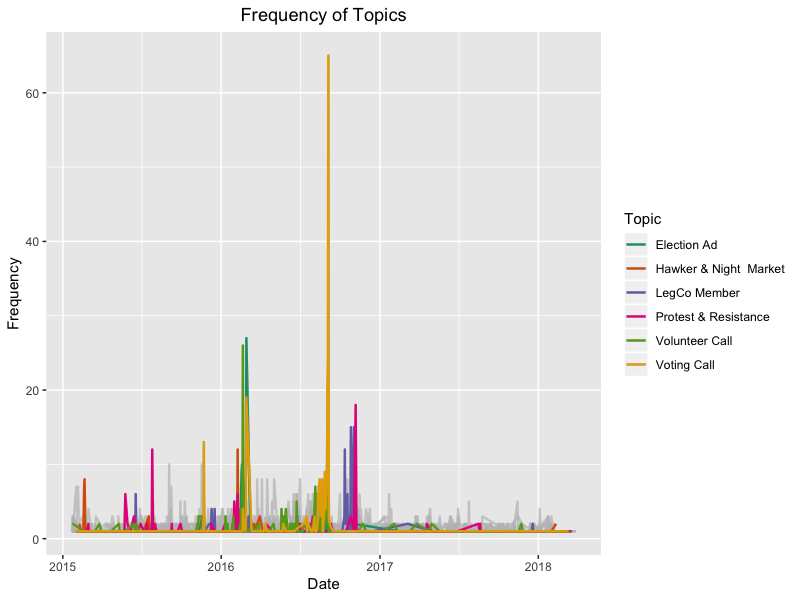 Frequency of Topics
Frequency
60
40
20
0
2015
2016
2017
2018
Date
Topic
Election Ad
Hawker & Night  Market
LegCo Member
Protest & Resistance
Volunteer Call
Voting Call